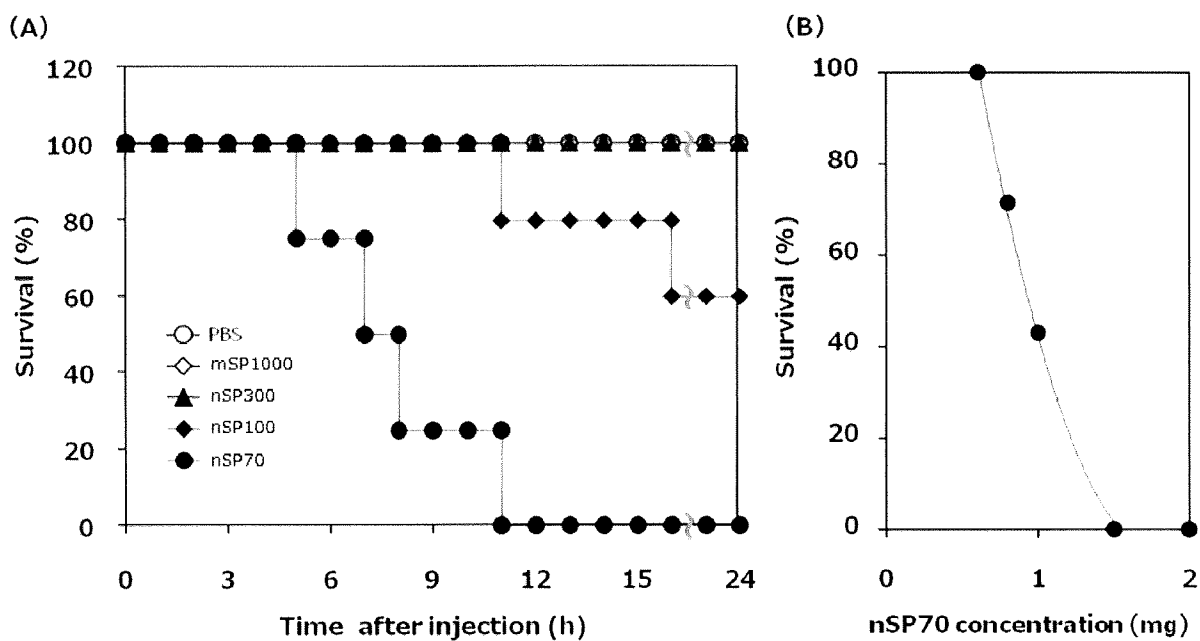 (A)
120
100
80
60
40
20
0
Survival (%)
PBS
mSP1000
nSP300
nSP100
nSP70
0 3 6 9 12 15 24
Time after injection (h)
(B)
100
80
60
40
20
0
Survival (%)
0 1 2
nSP70 concentration (mg)